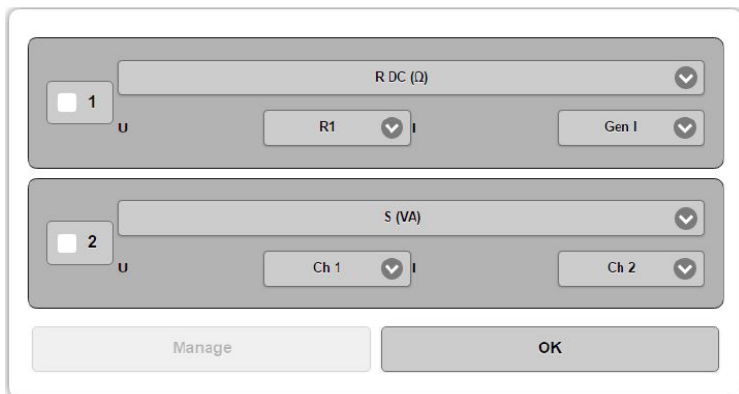 R DC (Ω)
1
U R1 I Gen I
S (VA)
2
U Ch 1 I Ch 2
Manage OK